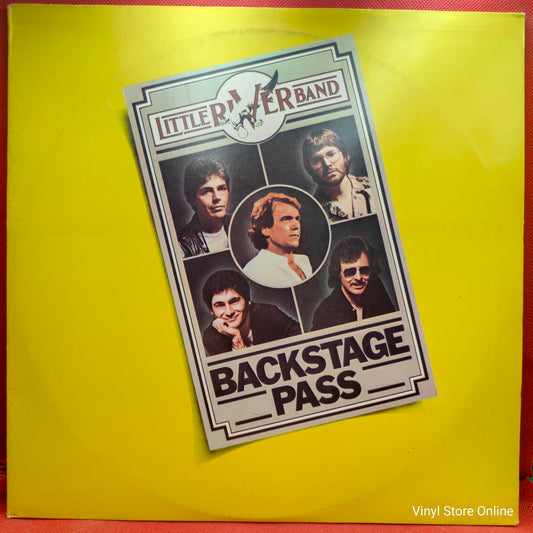 LITTLE RIVER BAND
BACKSTAGE
PASS
Vinyl Store Online